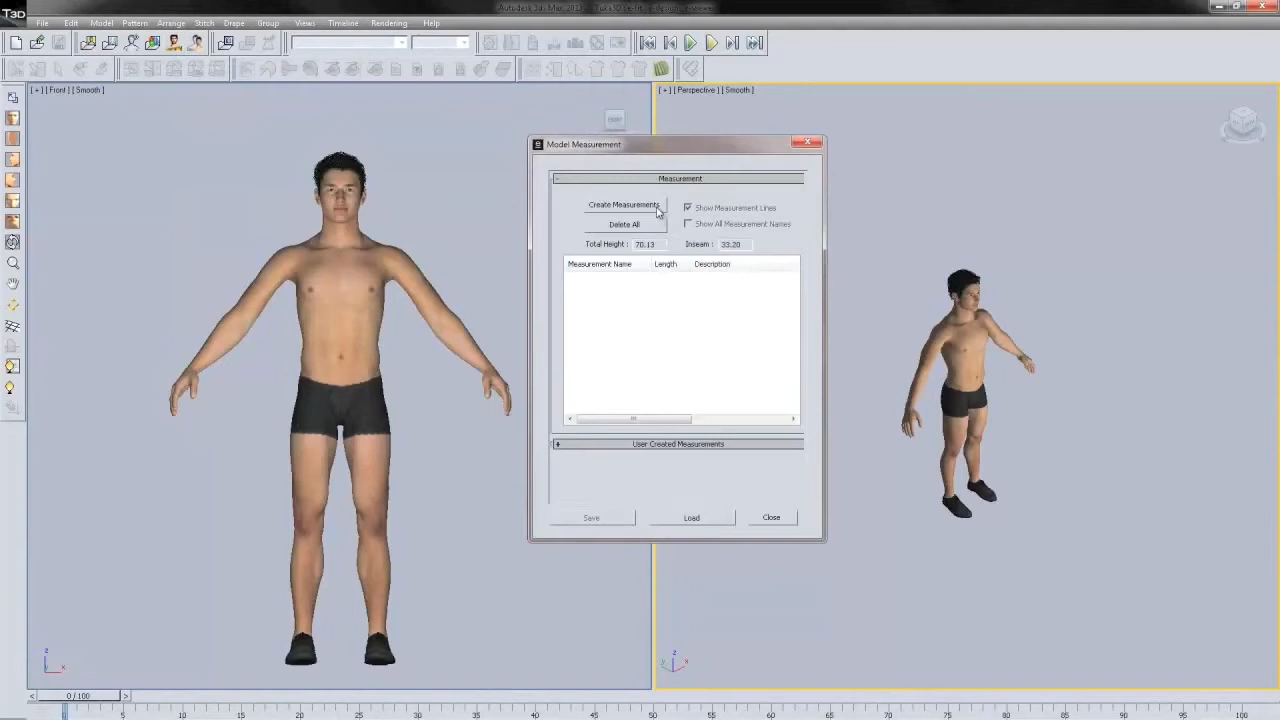 T3D
File Edit Model Pattern Arrange Stitch Drape Group Views Timeline Rendering Help
[ + ] [ Front ] [ Smooth ]
[ + ] [ Perspective ] [ Smooth ]
FRONT
Model Measurement
Measurement
Create Measurements
Show Measurement Lines
Delete All
Show All Measurement Names
Total Height : 70.13 Inseam : 33.20
Measurement Name Length Description
User Created Measurements
Save Load Close
z
x
z
y x
< 0 / 100 >
0 5 10 15 20 25 30 35 40 45 50 55 60 65 70 75 80 85 90 95 100